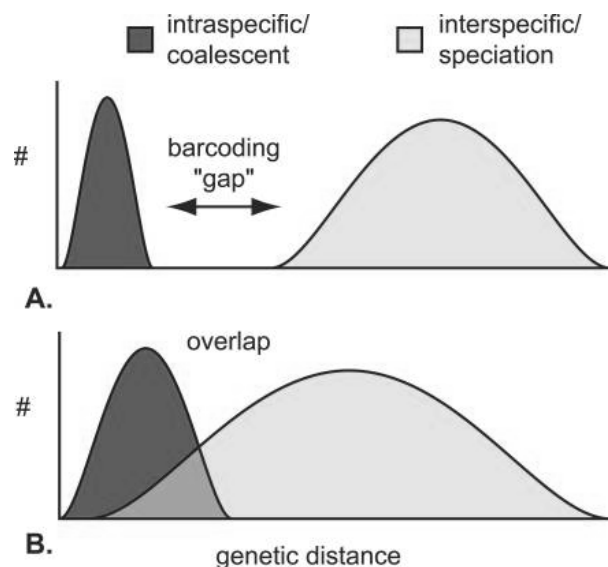 intraspecific/
coalescent
interspecific/
speciation
#
barcoding
"gap"
A.
overlap
#
B.
genetic distance